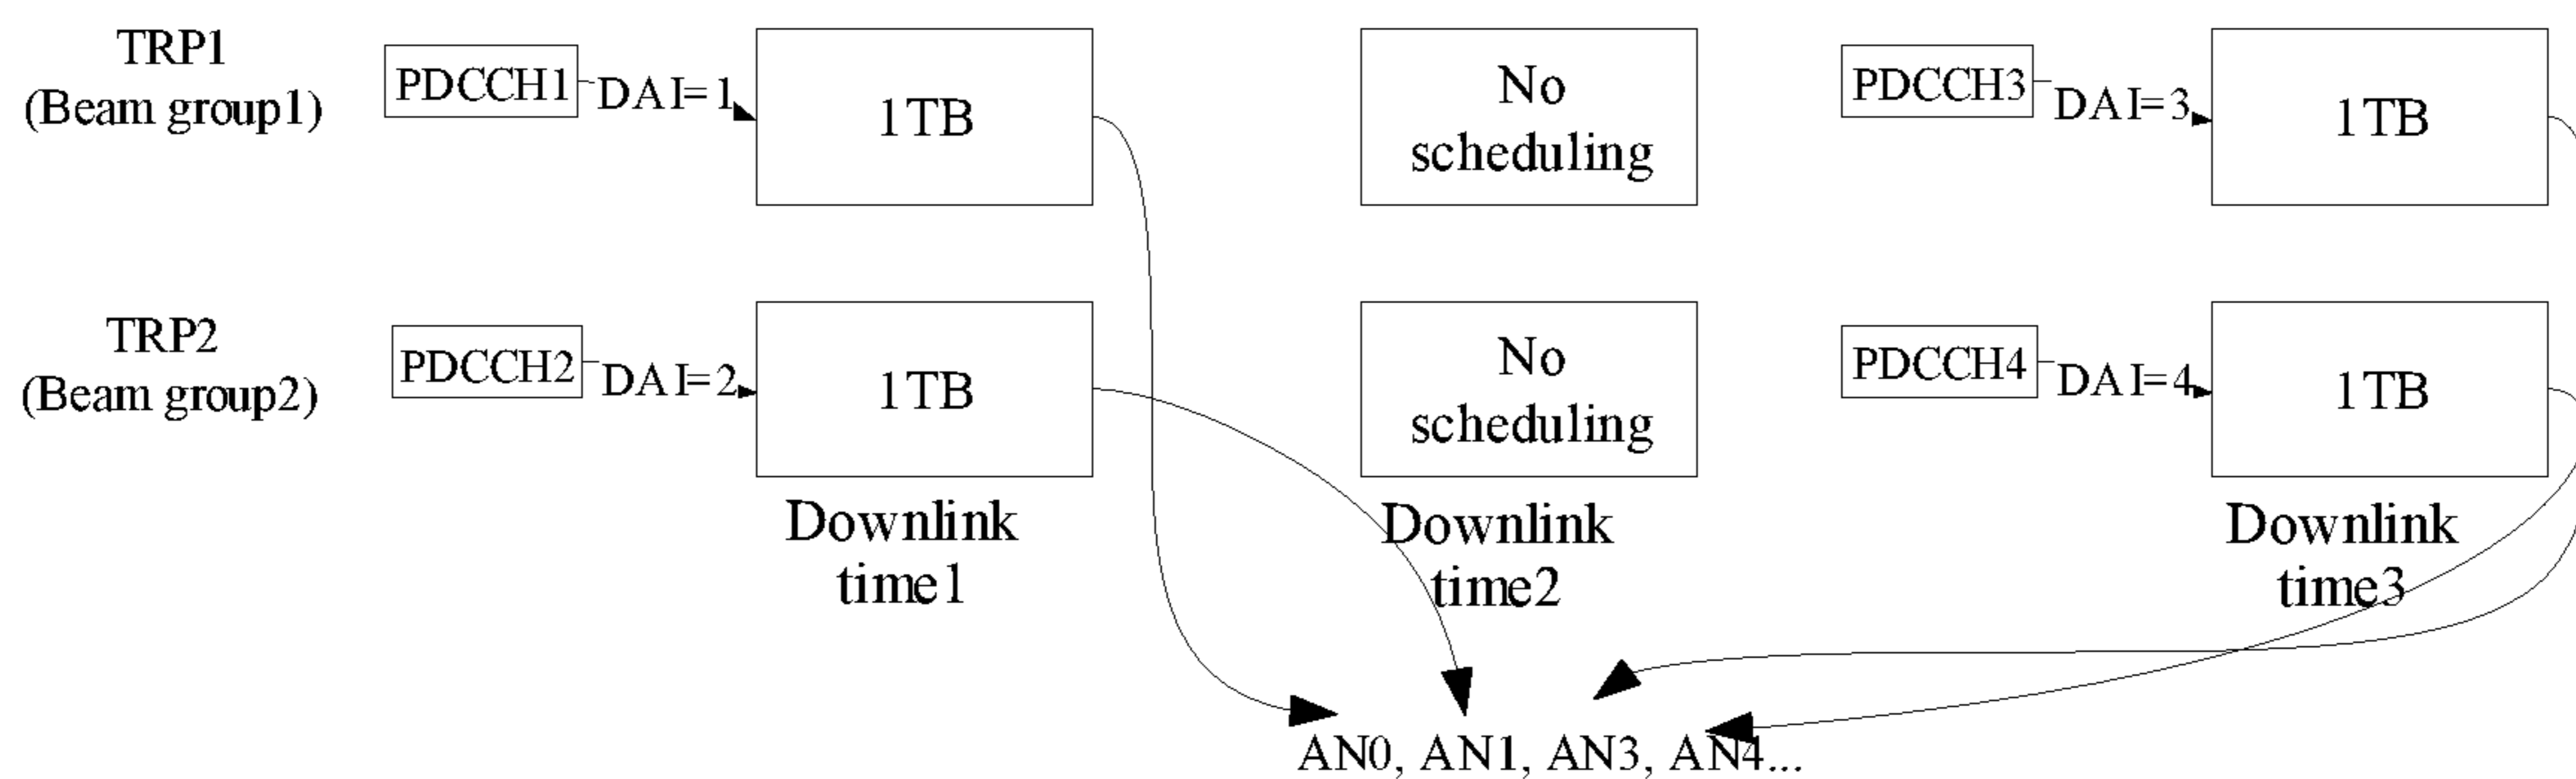 TRP1
(Beam group1)
PDCCH1
DAI=1
1TB
No
scheduling
PDCCH3
DAI=3
1TB
TRP2
(Beam group2)
PDCCH2
DAI=2
1TB
No
scheduling
PDCCH4
DAI=4
1TB
Downlink
time1
Downlink
time2
Downlink
time3
AN0, AN1, AN3, AN4...